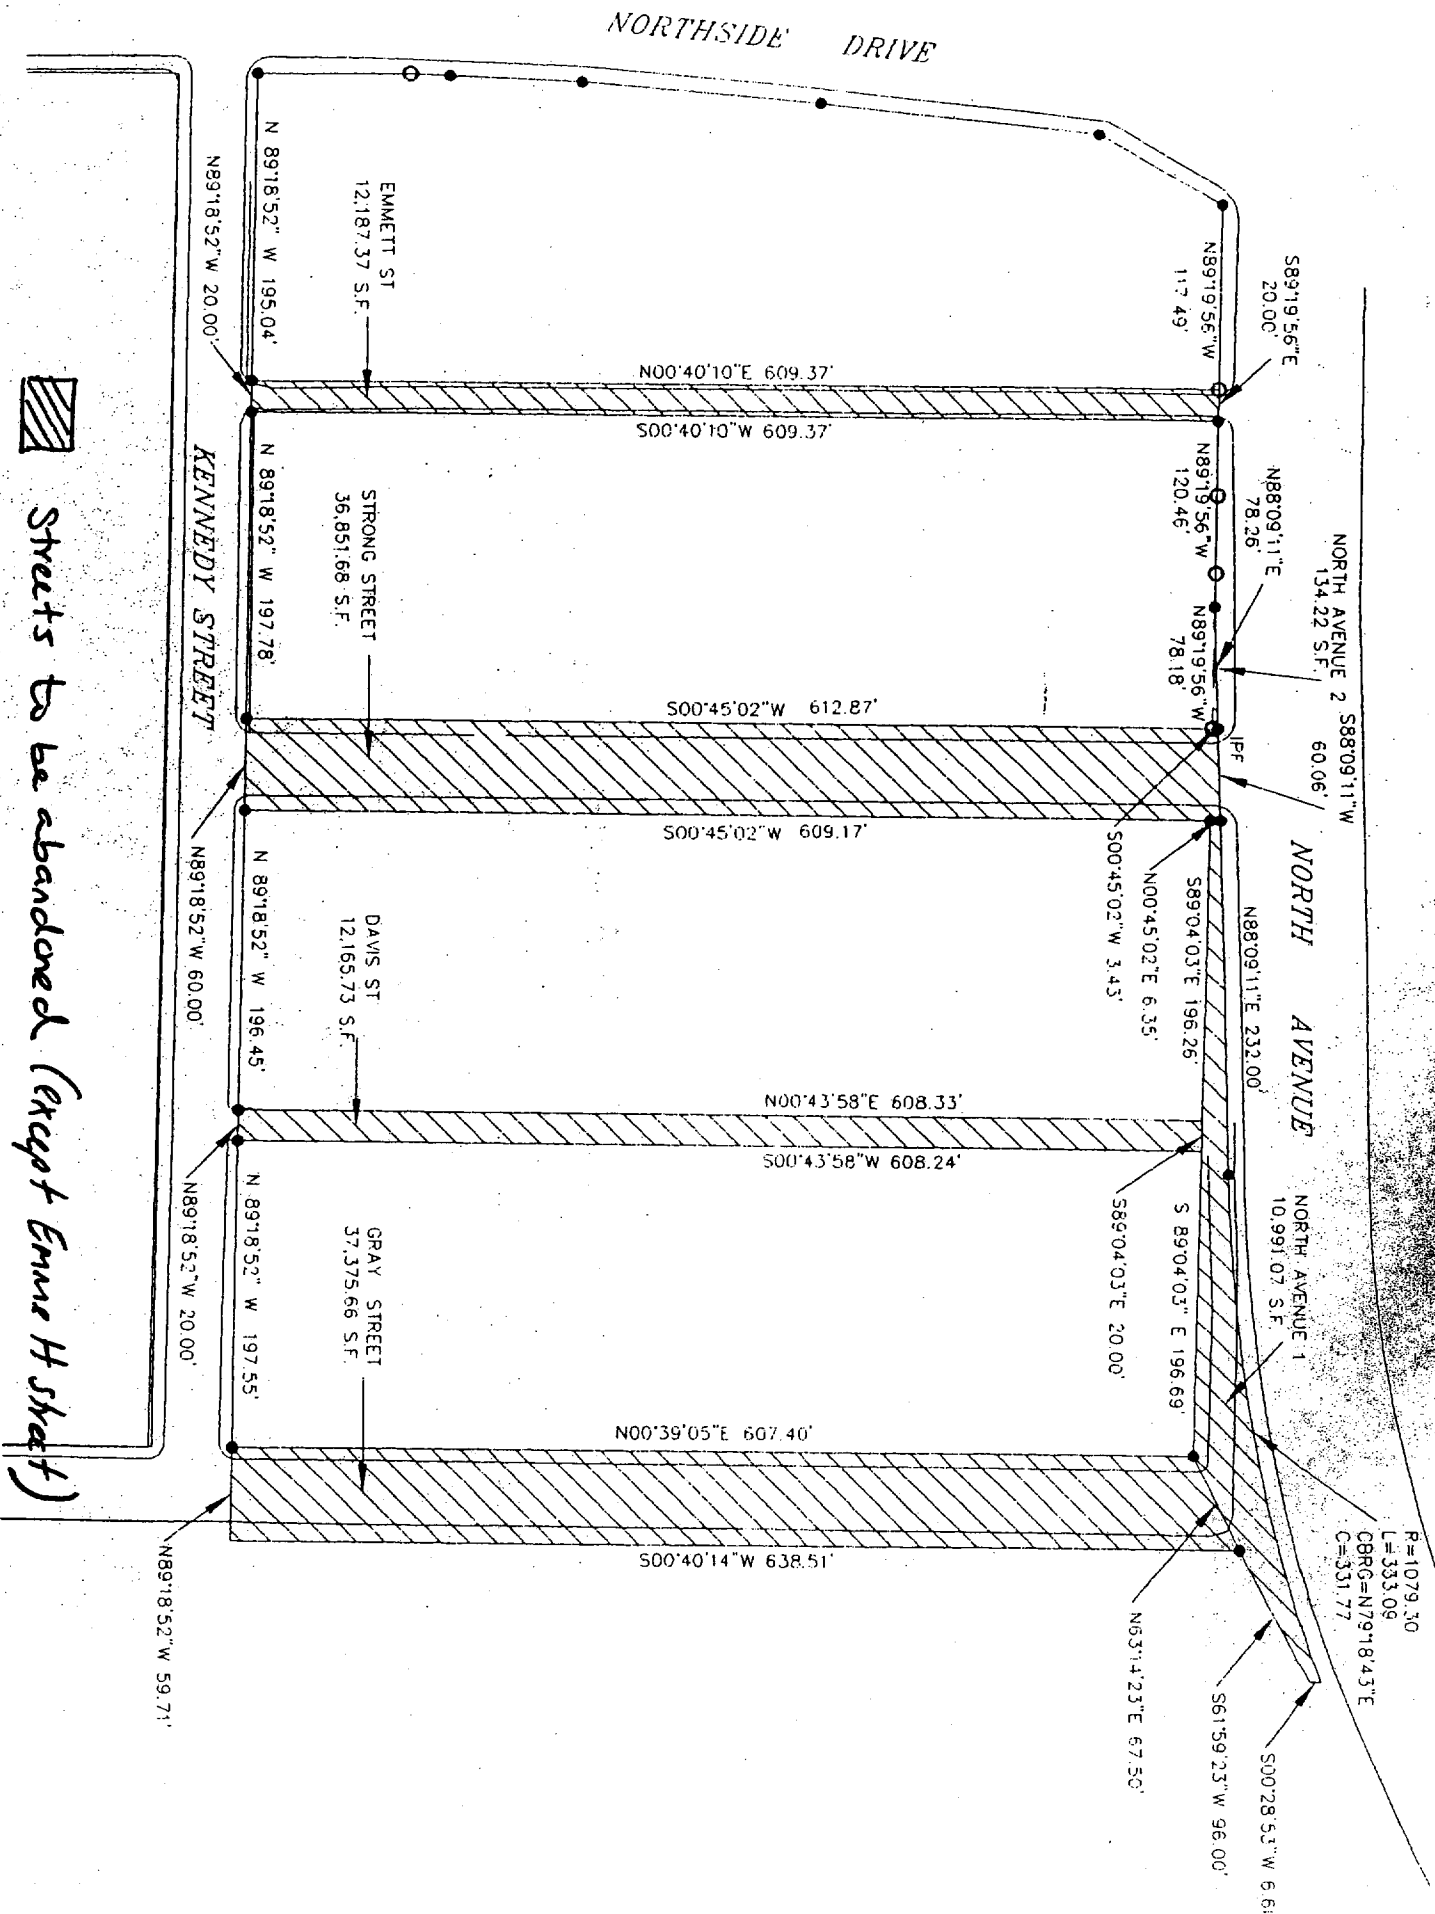 NORTHSIDE DRIVE
S89°19'56"E
20.00'
N89°19'56"W
117.49'
N 89°18'52" W 195.04'
N89°18'52"W 20.00'
EMMETT ST
12,187.37 S.F.
N00°40'10"E 609.37'
S00°40'10"W 609.37'
NORTH AVENUE 2
134.22 S.F.
N88°09'11"E
78.26'
N89°19'56"W
120.46'
N89°19'56"W
78.18'
S88°09'11"W
60.06'
IPF
N 89°18'52" W 197.78'
KENNEDY STREET
STRONG STREET
36,851.68 S.F.
S00°45'02"W 612.87'
S00°45'02"W 609.17'
N89°18'52"W 60.00'
S00°45'02"W 3.43'
N00°45'02"E 6.35'
S89°04'03"E 196.26'
N88°09'11"E 232.00'
NORTH AVENUE
N 89°18'52" W 196.45'
DAVIS ST
12,165.73 S.F.
N00°43'58"E 608.33'
S00°43'58"W 608.24'
N89°18'52"W 20.00'
S89°04'03"E 20.00'
S 89°04'03" E 196.69'
NORTH AVENUE 1
10,991.07 S.F.
N 89°18'52" W 197.55'
GRAY STREET
37,375.66 S.F.
N00°39'05"E 607.40'
S00°40'14"W 638.51'
N89°18'52"W 59.71'
R=1079.30
L=333.09
CBRG=N79°18'43"E
C=331.77
N63°14'23"E 67.50'
S61°59'23"W 96.00'
S00°28'53"W
Streets to be abandoned (except Emmett street)